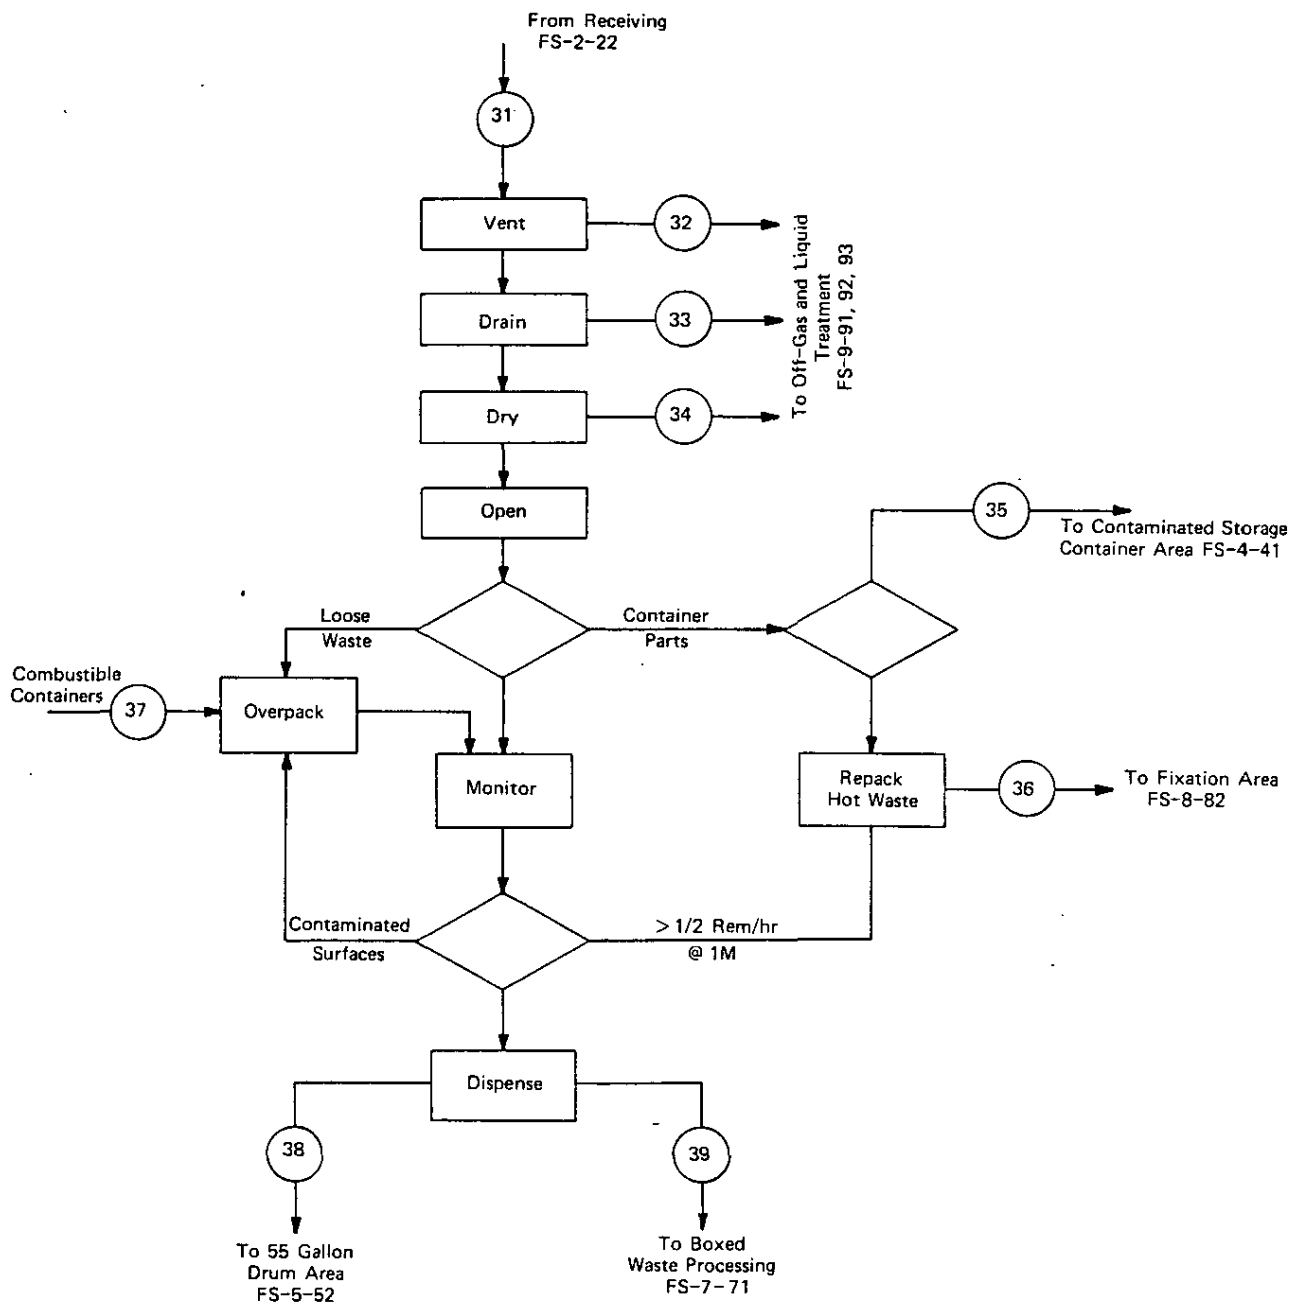 From Receiving
FS-2-22
31
Vent
32
Drain
33
Dry
34
To Off-Gas and Liquid
Treatment
FS-9-91, 92, 93
Open
35
To Contaminated Storage
Container Area FS-4-41
Loose
Waste
Container
Parts
Combustible
Containers
37
Overpack
Monitor
Repack
Hot Waste
36
To Fixation Area
FS-8-82
Contaminated
Surfaces
> 1/2 Rem/hr
@ 1M
Dispense
38
39
To 55 Gallon
Drum Area
FS-5-52
To Boxed
Waste Processing
FS-7-71